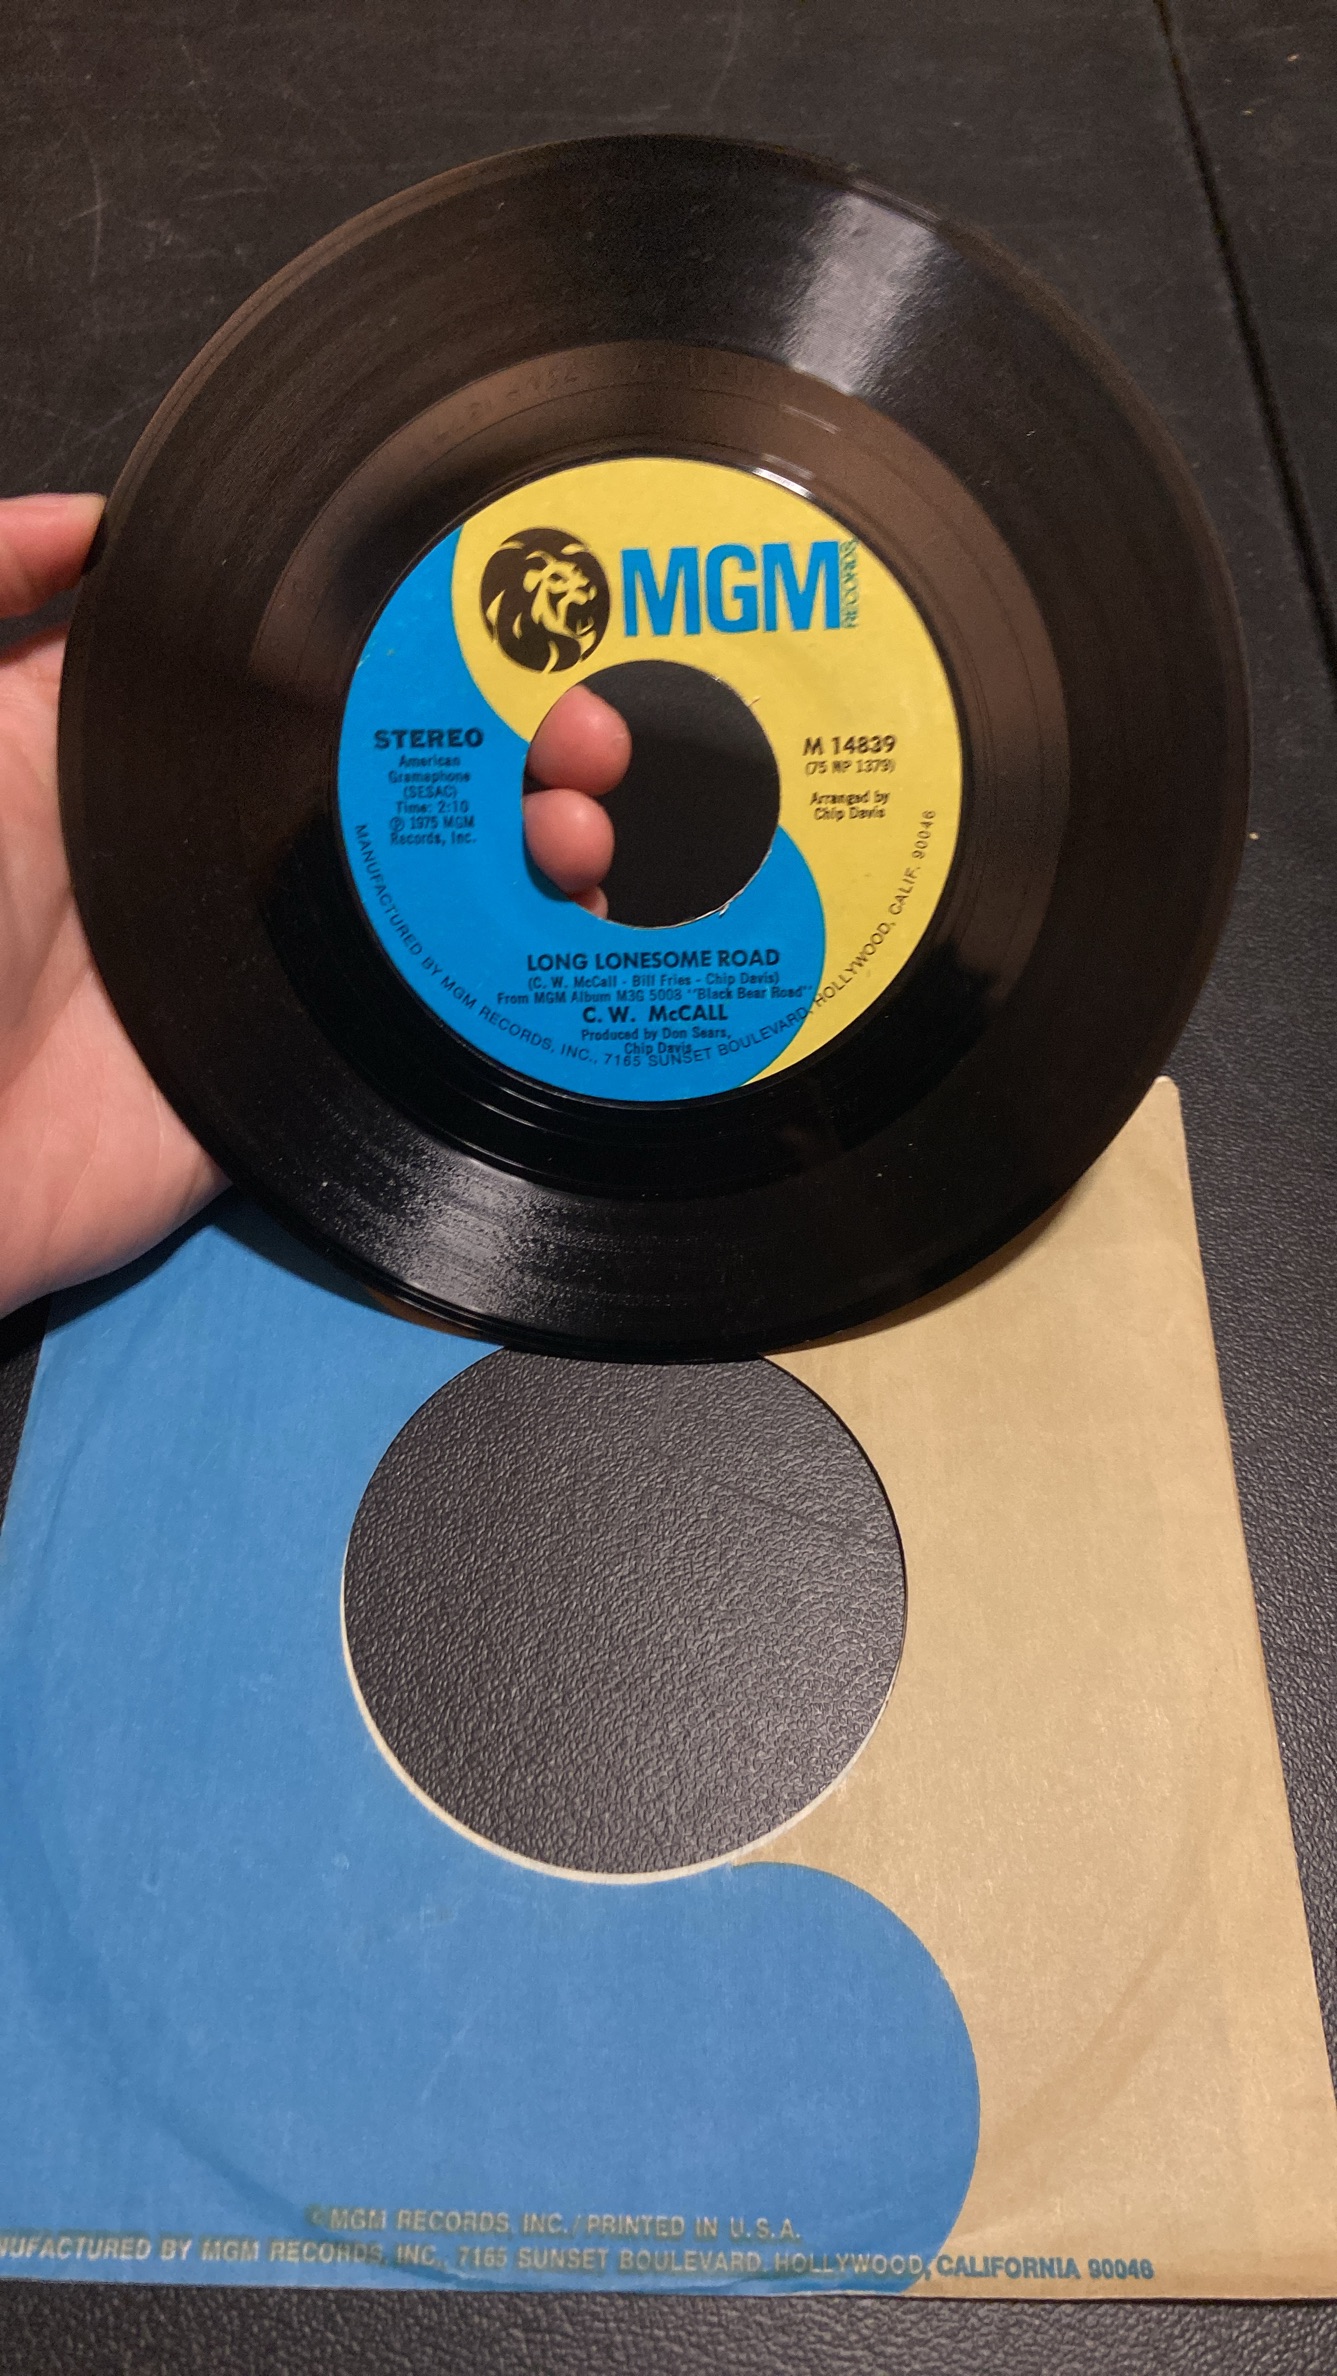 MGM
RECORDS
STEREO
American
Gramaphone
(SESAC)
Time: 2:10
℗ 1975 MGM
Records, Inc.
M 14839
(75 NP 1379)
Arranged by
Chip Davis
LONG LONESOME ROAD
(C. W. McCall - Bill Fries - Chip Davis)
From MGM Album M3G 5008 "Black Bear Road"
C. W. McCALL
Produced by Don Sears,
Chip Davis
MANUFACTURED BY MGM RECORDS, INC., 7165 SUNSET BOULEVARD, HOLLYWOOD, CALIF. 90046
© MGM RECORDS, INC./PRINTED IN U.S.A.
NUFACTURED BY MGM RECORDS, INC., 7165 SUNSET BOULEVARD, HOLLYWOOD, CALIFORNIA 90046